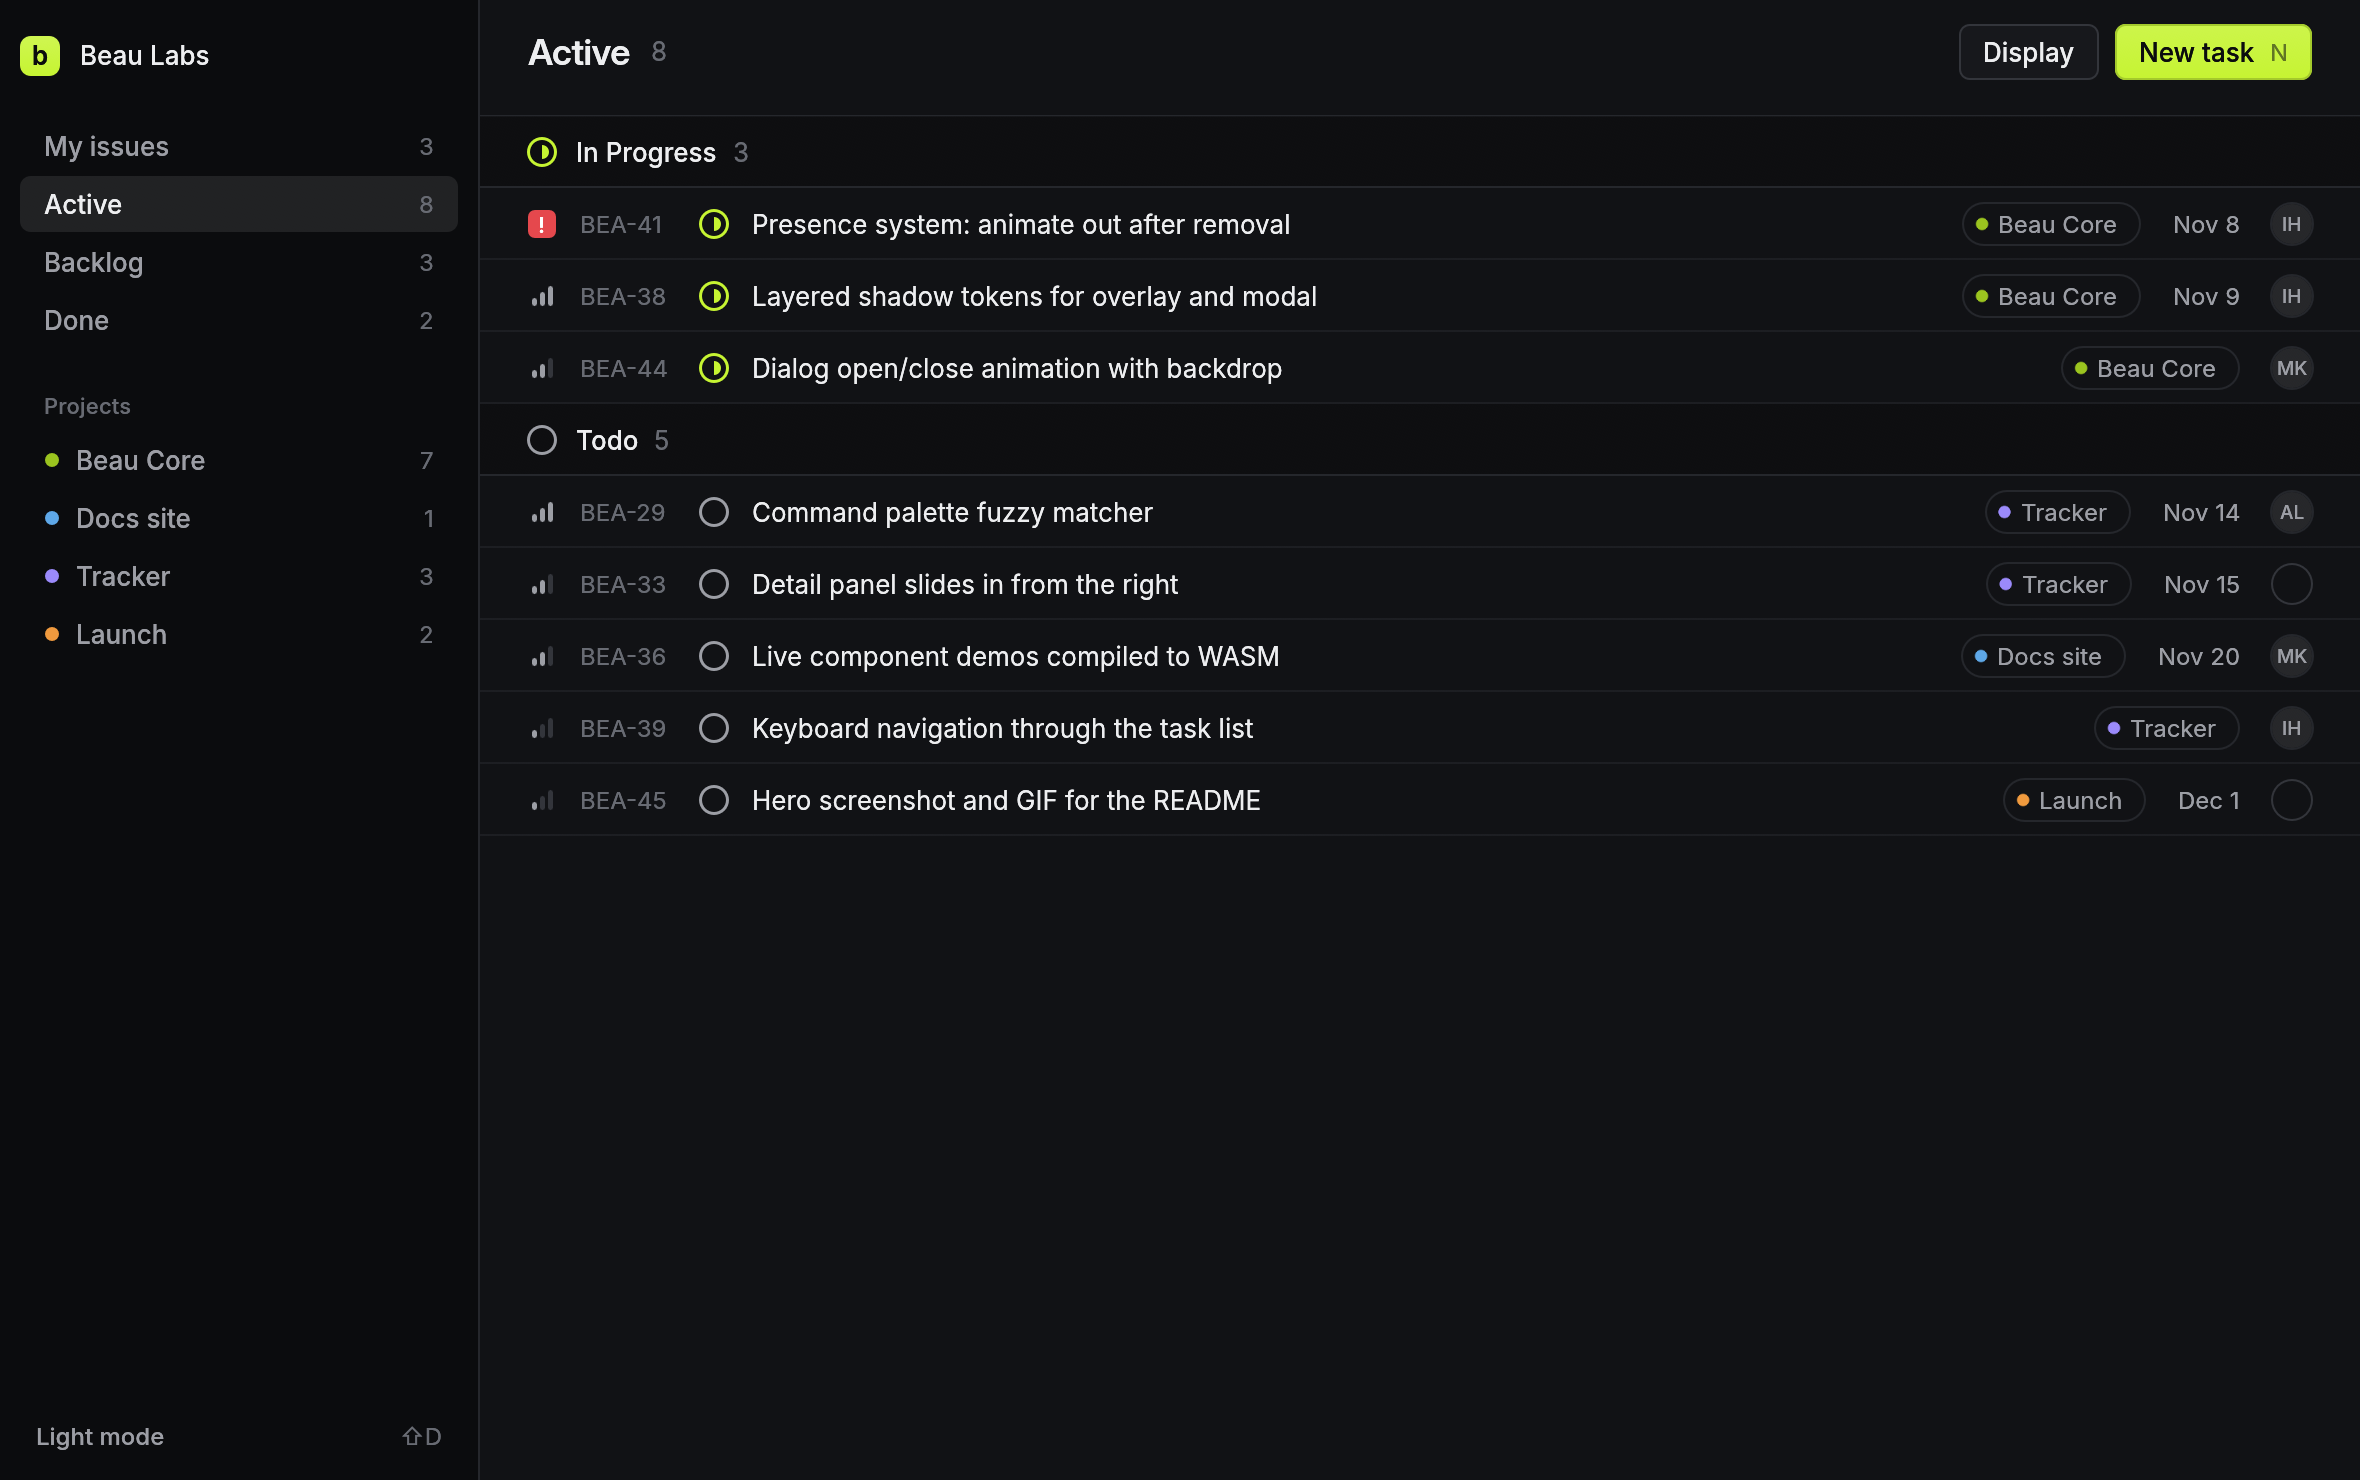 b Beau Labs
My issues 3
Active 8
Backlog 3
Done 2
Projects
Beau Core 7
Docs site 1
Tracker 3
Launch 2
Light mode ⇧D
Active 8
Display
New task N
In Progress 3
! BEA-41 Presence system: animate out after removal Beau Core Nov 8 IH
BEA-38 Layered shadow tokens for overlay and modal Beau Core Nov 9 IH
BEA-44 Dialog open/close animation with backdrop Beau Core MK
Todo 5
BEA-29 Command palette fuzzy matcher Tracker Nov 14 AL
BEA-33 Detail panel slides in from the right Tracker Nov 15
BEA-36 Live component demos compiled to WASM Docs site Nov 20 MK
BEA-39 Keyboard navigation through the task list Tracker IH
BEA-45 Hero screenshot and GIF for the README Launch Dec 1